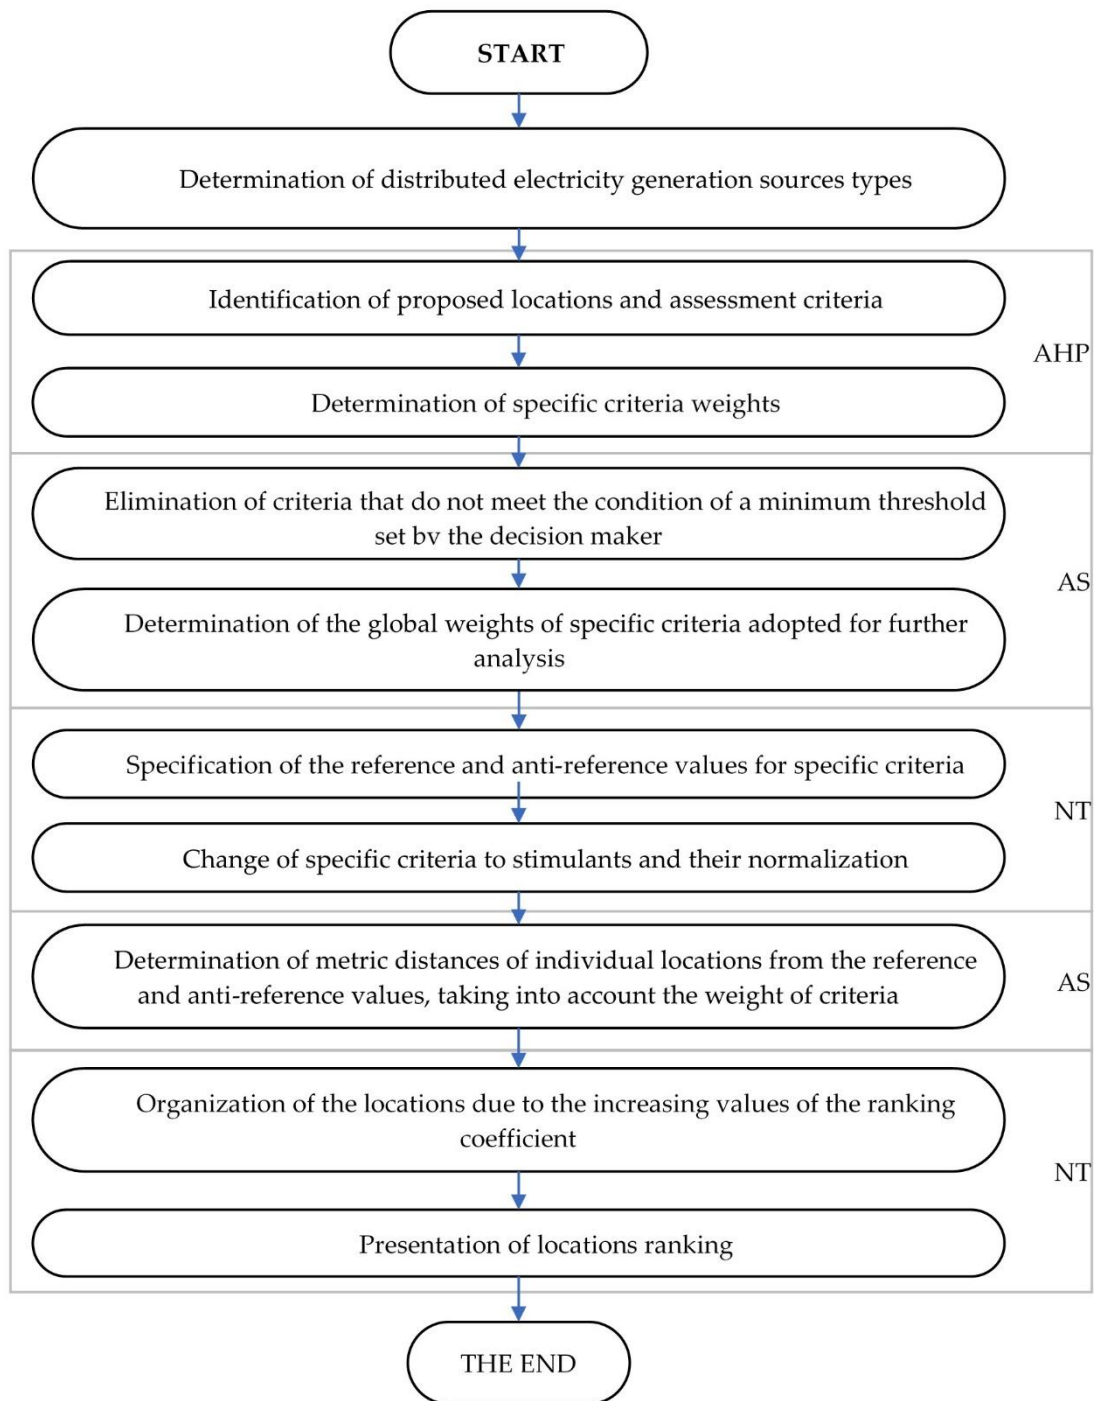 START
Determination of distributed electricity generation sources types
Identification of proposed locations and assessment criteria
AHP
Determination of specific criteria weights
Elimination of criteria that do not meet the condition of a minimum threshold
set by the decision maker
AS
Determination of the global weights of specific criteria adopted for further
analysis
Specification of the reference and anti-reference values for specific criteria
NT
Change of specific criteria to stimulants and their normalization
Determination of metric distances of individual locations from the reference
and anti-reference values, taking into account the weight of criteria
AS
Organization of the locations due to the increasing values of the ranking
coefficient
NT
Presentation of locations ranking
THE END